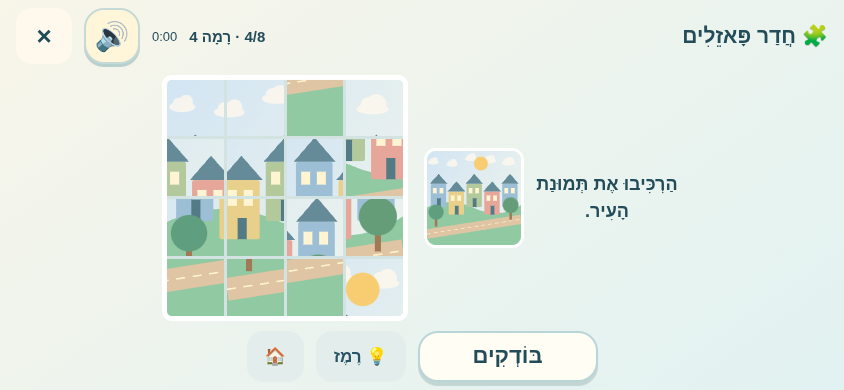 חֲדַר פָּאזֵלִים
4/8 · רָמָה 4
0:00
הַרְכִּיבוּ אֶת תְּמוּנַת
הָעִיר.
בּוֹדְקִים
רֶמֶז